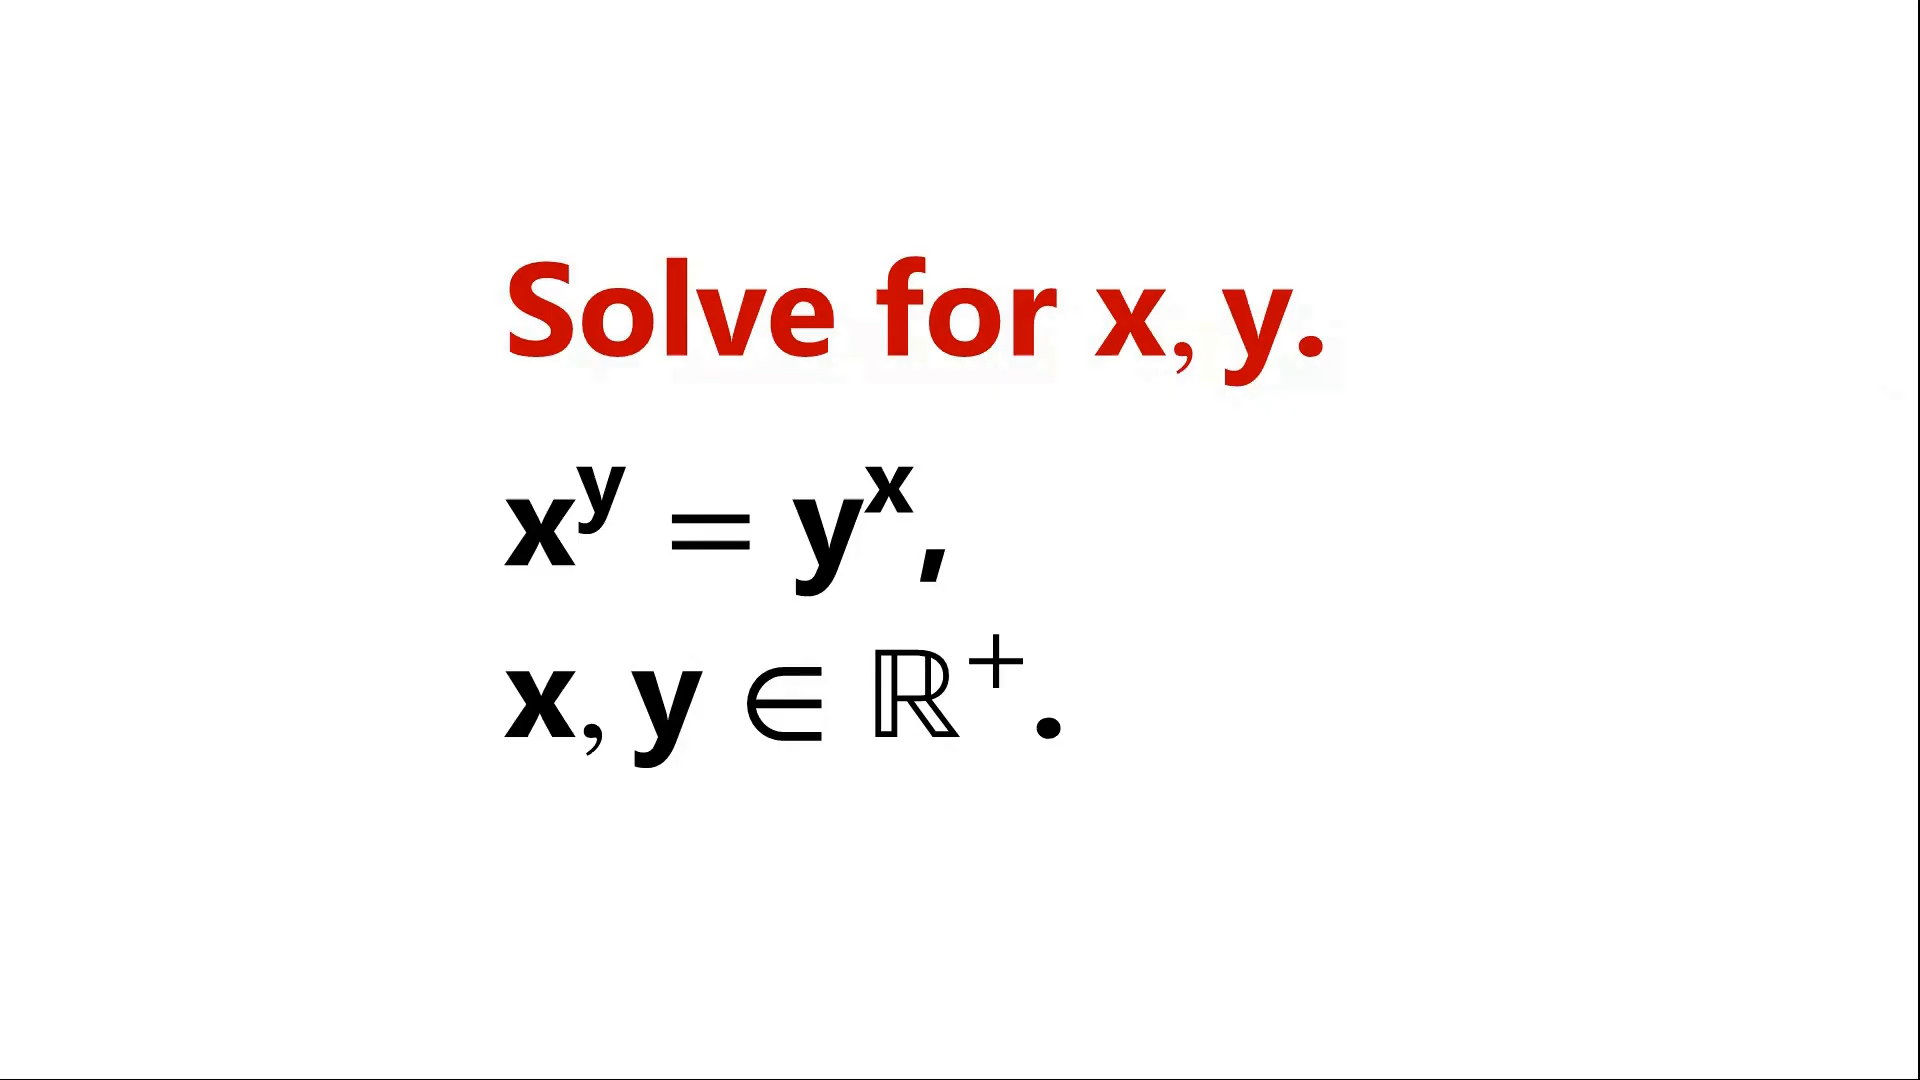 Solve for x, y.
x^y = y^x,
x, y ∈ ℝ⁺.